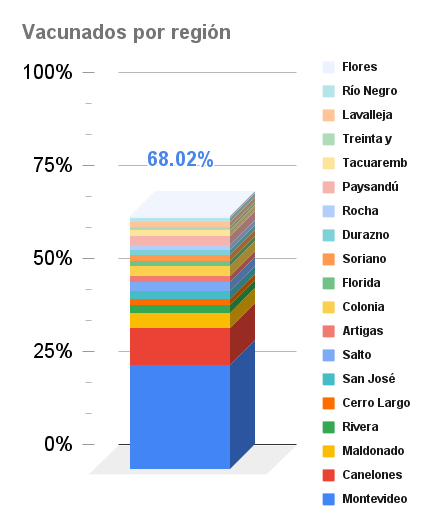 Vacunados por región
100%
75%
50%
25%
0%
68.02%
Flores
Río Negro
Lavalleja
Treinta y
Tacuaremb
Paysandú
Rocha
Durazno
Soriano
Florida
Colonia
Artigas
Salto
San José
Cerro Largo
Rivera
Maldonado
Canelones
Montevideo